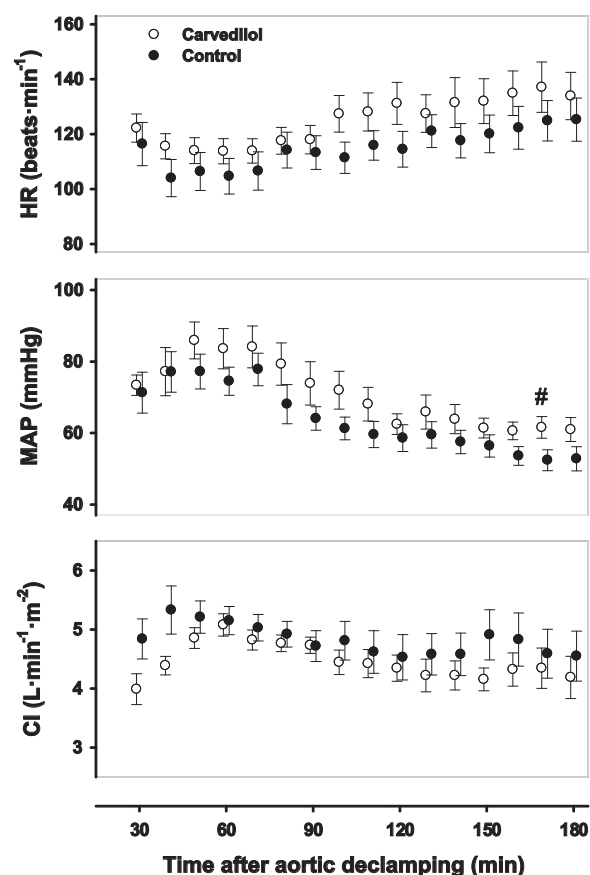 160
Carvedilol
Control
140
120
100
80
HR (beats·min⁻¹)
100
80
60
40
MAP (mmHg)
#
6
5
4
3
CI (L·min⁻¹·m⁻²)
30 60 90 120 150 180
Time after aortic declamping (min)